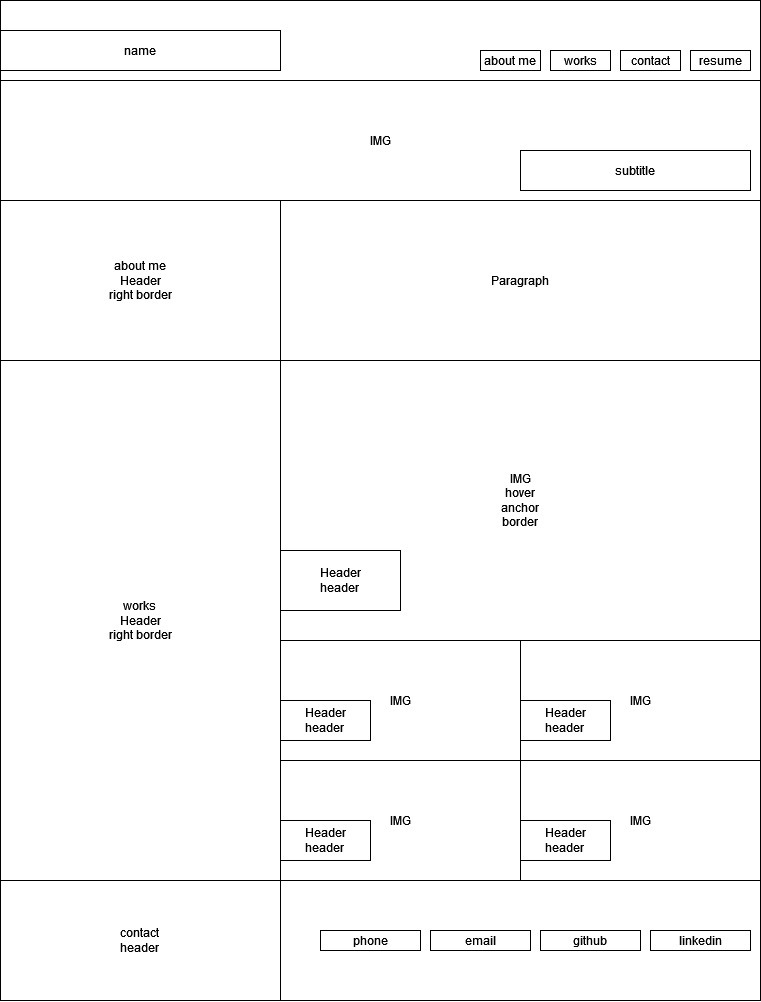 name
about me
works
contact
resume
IMG
subtitle
about me
Header
right border
Paragraph
works
Header
right border
IMG
hover
anchor
border
Header
header
IMG
Header
header
IMG
Header
header
IMG
Header
header
IMG
Header
header
contact
header
phone
email
github
linkedin